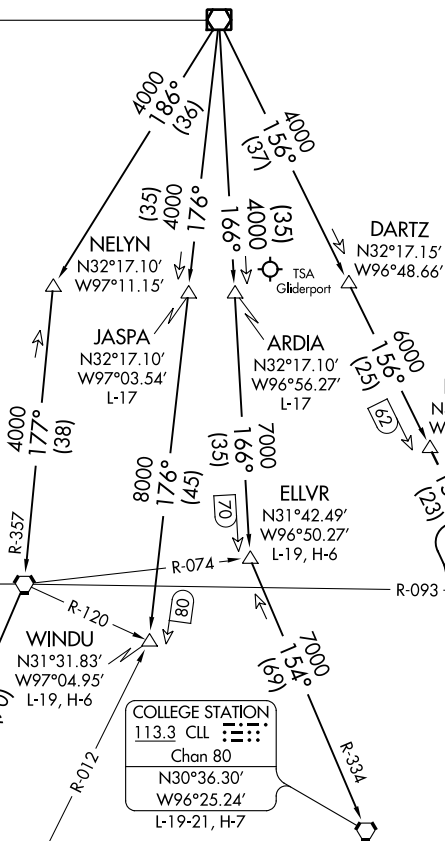 4000
186°
(36)
(35)
4000
176°
166°
4000
(35)
4000
156°
(37)
NELYN
N32°17.10'
W97°11.15'
DARTZ
N32°17.15'
W96°48.66'
TSA
Gliderport
JASPA
N32°17.10'
W97°03.54'
L-17
ARDIA
N32°17.10'
W96°56.27'
L-17
6000
156°
(25)
62
N
W
(23)
4000
177°
(38)
8000
176°
(45)
7000
166°
(35)
70
ELLVR
N31°42.49'
W96°50.27'
L-19, H-6
R-357
R-074
R-093
R-120
80
WINDU
N31°31.83'
W97°04.95'
L-19, H-6
7000
154°
(69)
R-012
R-334
COLLEGE STATION
113.3 CLL
Chan 80
N30°36.30'
W96°25.24'
L-19-21, H-7